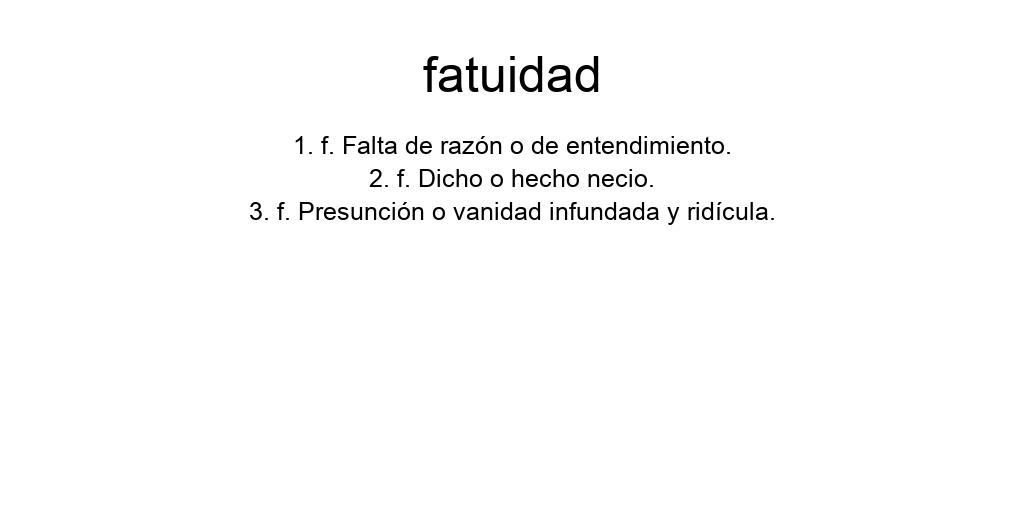 fatuidad
1. f. Falta de razón o de entendimiento.
2. f. Dicho o hecho necio.
3. f. Presunción o vanidad infundada y ridícula.